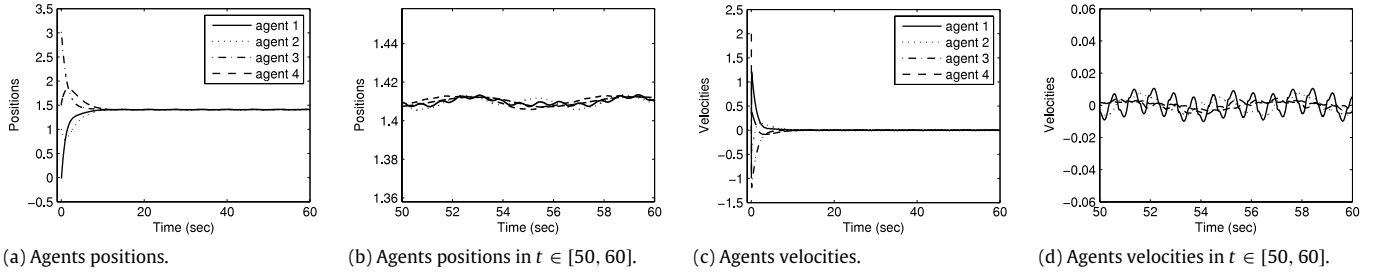 3.5
3
2.5
2
1.5
1
0.5
0
−0.5
Positions
0
20
40
60
Time (sec)
agent 1
agent 2
agent 3
agent 4
(a) Agents positions.
1.44
1.42
1.4
1.38
1.36
Positions
50
52
54
56
58
60
Time (sec)
(b) Agents positions in t ∈ [50, 60].
2.5
2
1.5
1
0.5
0
−0.5
−1
−1.5
Velocities
0
20
40
60
Time (sec)
agent 1
agent 2
agent 3
agent 4
(c) Agents velocities.
0.06
0.04
0.02
0
−0.02
−0.04
−0.06
Velocities
50
52
54
56
58
60
Time (sec)
(d) Agents velocities in t ∈ [50, 60].